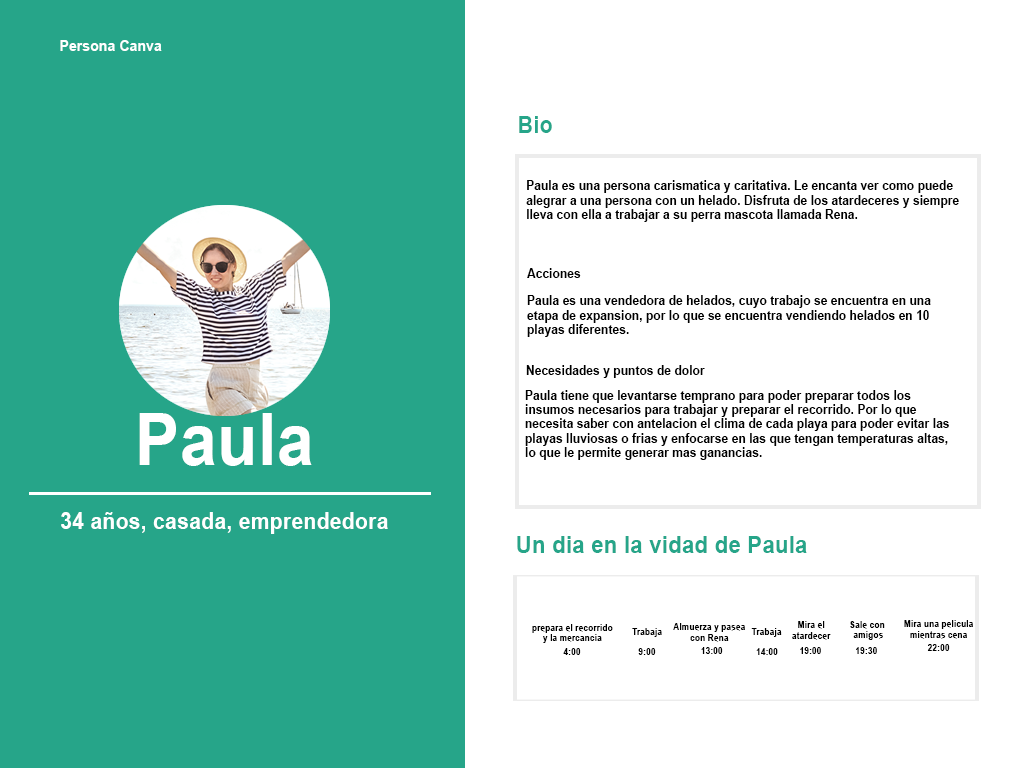 Persona Canva
Paula
34 años, casada, emprendedora
Bio
Paula es una persona carismatica y caritativa. Le encanta ver como puede
alegrar a una persona con un helado. Disfruta de los atardeceres y siempre
lleva con ella a trabajar a su perra mascota llamada Rena.
Acciones
Paula es una vendedora de helados, cuyo trabajo se encuentra en una
etapa de expansion, por lo que se encuentra vendiendo helados en 10
playas diferentes.
Necesidades y puntos de dolor
Paula tiene que levantarse temprano para poder preparar todos los
insumos necesarios para trabajar y preparar el recorrido. Por lo que
necesita saber con antelacion el clima de cada playa para poder evitar las
playas lluviosas o frias y enfocarse en las que tengan temperaturas altas,
lo que le permite generar mas ganancias.
Un dia en la vidad de Paula
prepara el recorrido
y la mercancia
4:00
Trabaja
9:00
Almuerza y pasea
con Rena
13:00
Trabaja
14:00
Mira el
atardecer
19:00
Sale con
amigos
19:30
Mira una pelicula
mientras cena
22:00